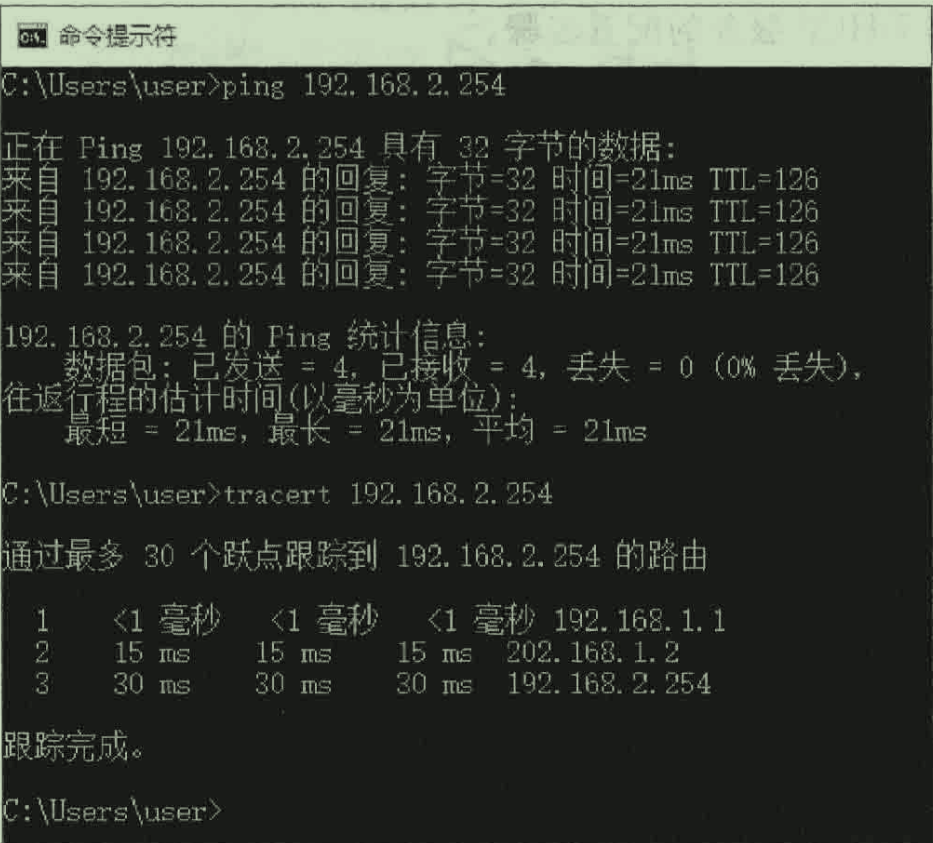 命令提示符
C:\Users\user>ping 192.168.2.254
正在 Ping 192.168.2.254 具有 32 字节的数据:
来自 192.168.2.254 的回复: 字节=32 时间=21ms TTL=126
来自 192.168.2.254 的回复: 字节=32 时间=21ms TTL=126
来自 192.168.2.254 的回复: 字节=32 时间=21ms TTL=126
来自 192.168.2.254 的回复: 字节=32 时间=21ms TTL=126
192.168.2.254 的 Ping 统计信息:
数据包: 已发送 = 4, 已接收 = 4, 丢失 = 0 (0% 丢失),
往返行程的估计时间(以毫秒为单位):
最短 = 21ms, 最长 = 21ms, 平均 = 21ms
C:\Users\user>tracert 192.168.2.254
通过最多 30 个跃点跟踪到 192.168.2.254 的路由
1 <1 毫秒 <1 毫秒 <1 毫秒 192.168.1.1
2 15 ms 15 ms 15 ms 202.168.1.2
3 30 ms 30 ms 30 ms 192.168.2.254
跟踪完成。
C:\Users\user>